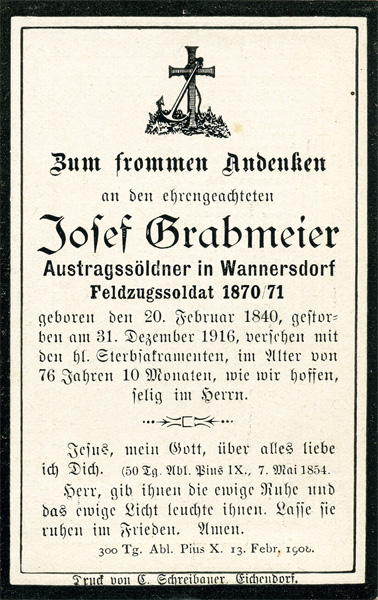 Zum frommen Andenken
an den ehrengeachteten
Josef Grabmeier
Austragssöldner in Wannersdorf
Feldzugssoldat 1870/71
geboren den 20. Februar 1840, gestor-
ben am 31. Dezember 1916, versehen mit
den hl. Sterbsakramenten, im Alter von
76 Jahren 10 Monaten, wie wir hoffen,
selig im Herrn.
Jesus, mein Gott, über alles liebe
ich Dich. (50 Tg. Abl. Pius IX., 7. Mai 1854.
Herr, gib ihnen die ewige Ruhe und
das ewige Licht leuchte ihnen. Lasse sie
ruhen im Frieden. Amen.
300 Tg. Abl. Pius X. 13. Febr. 1908.
Druck von C. Schreibauer, Eichendorf.